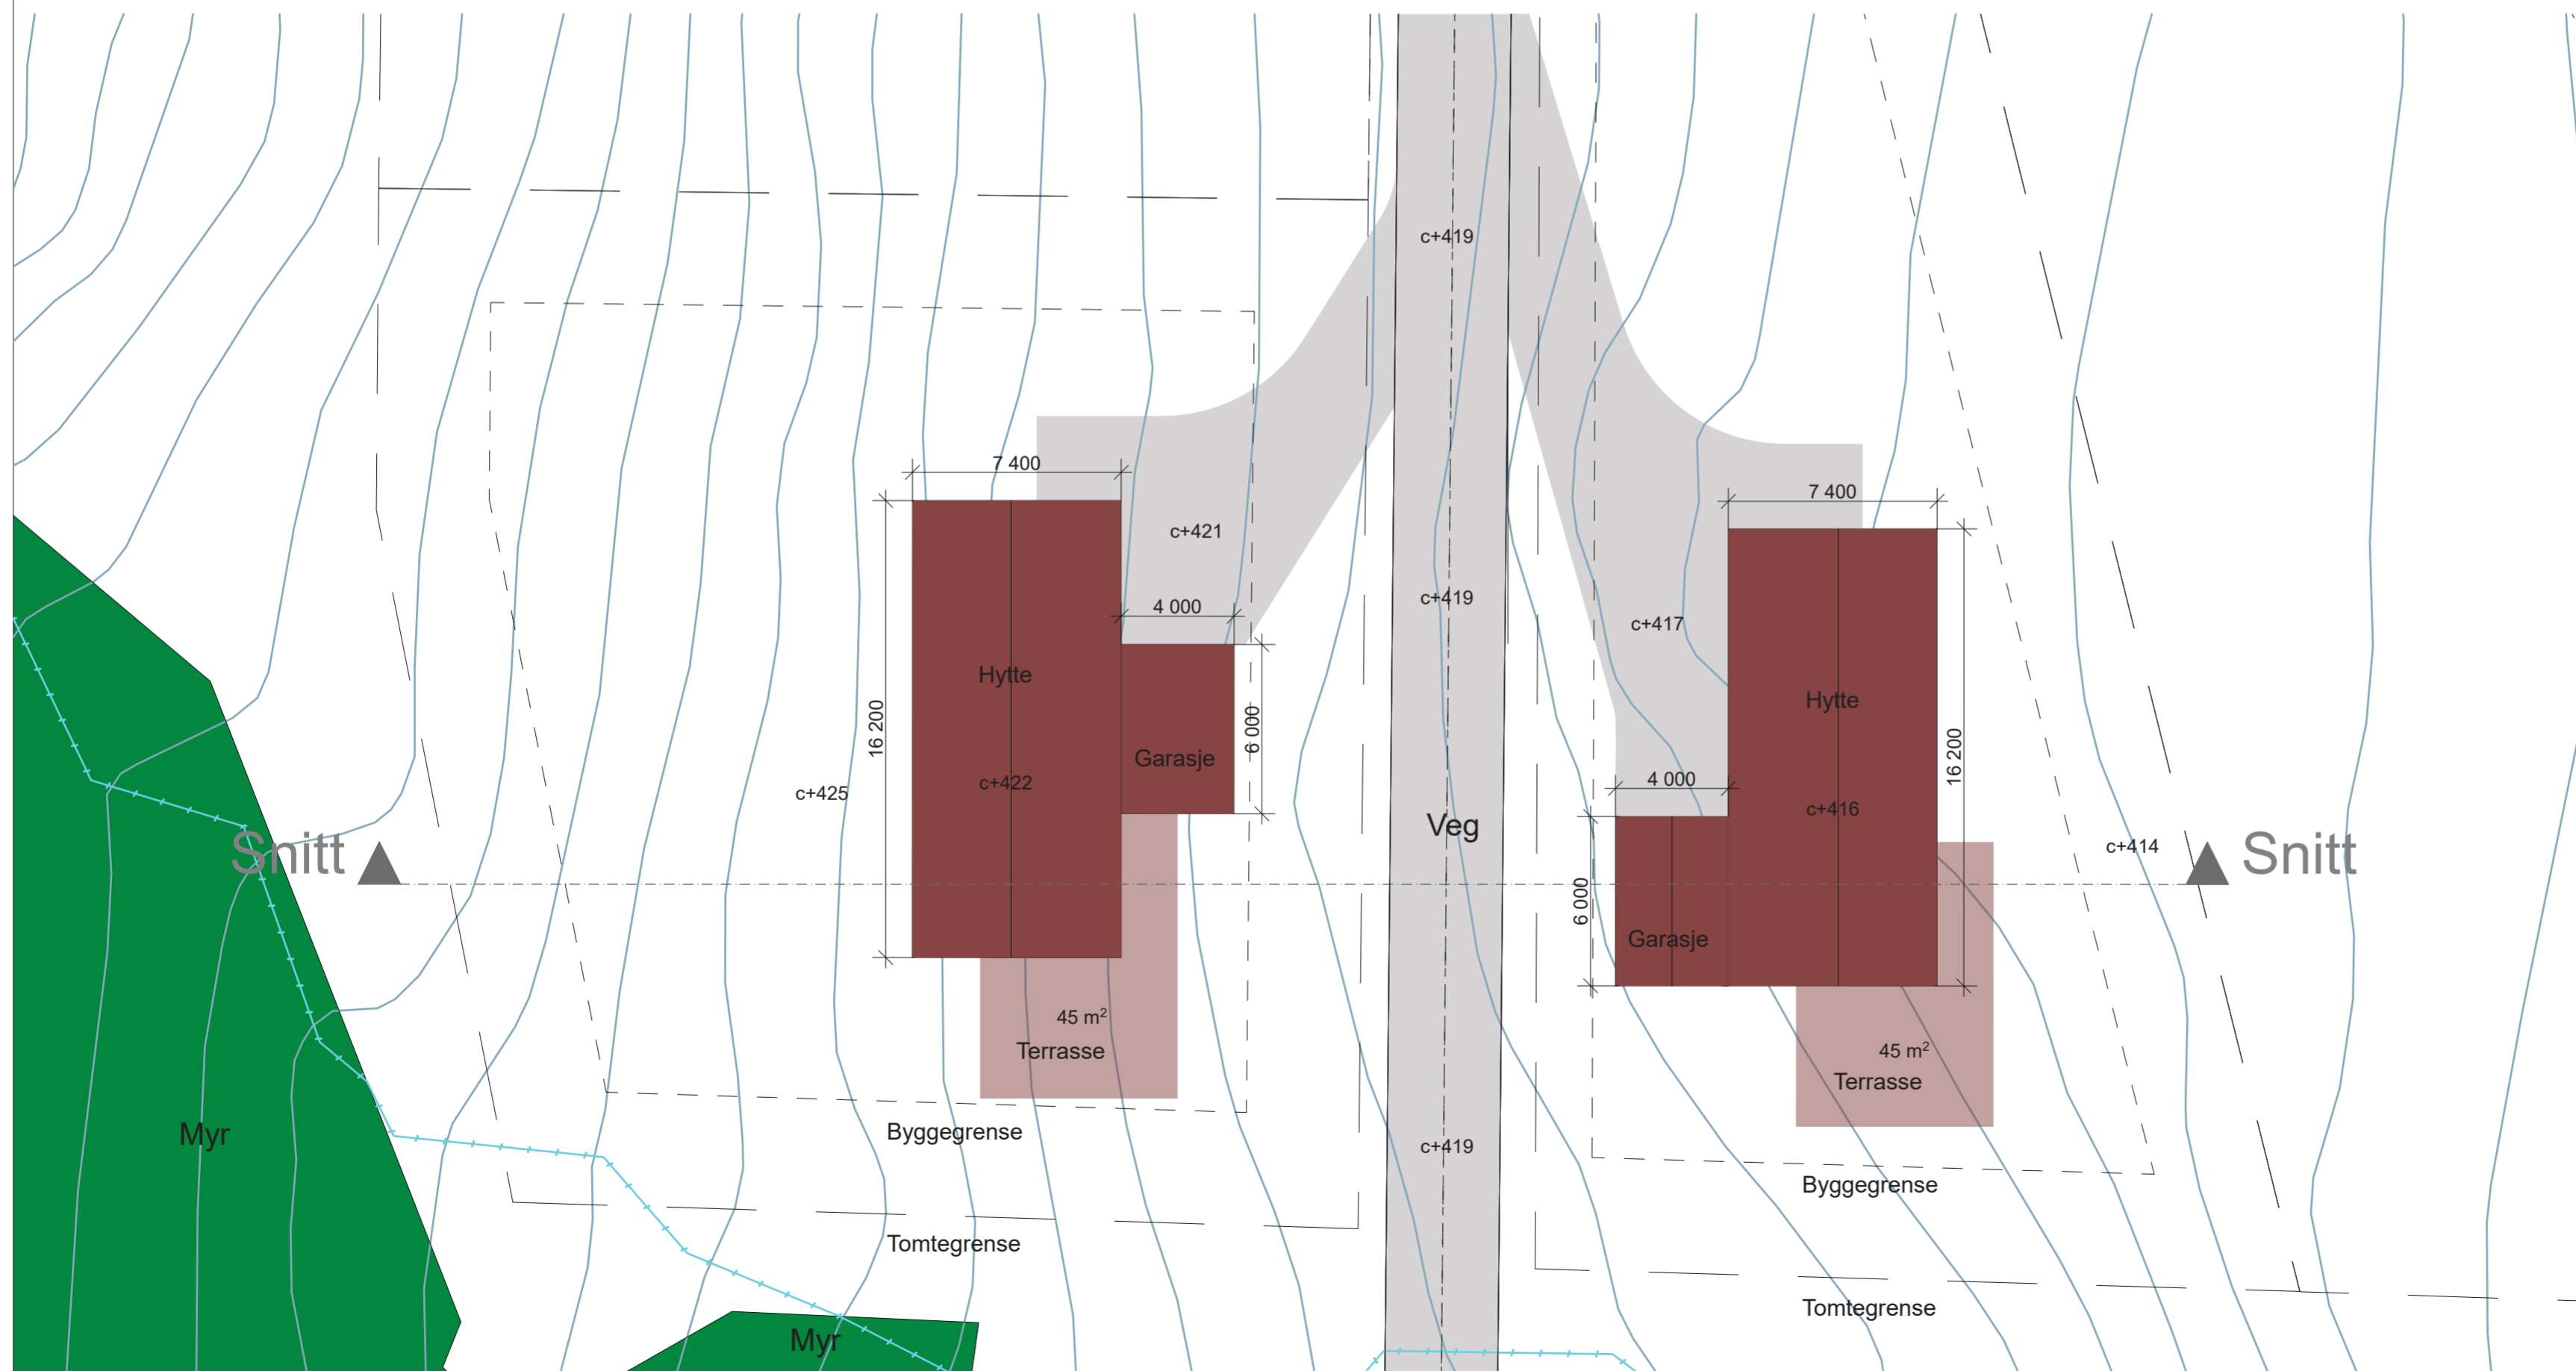 c+419
7 400
7 400
c+421
c+419
4 000
c+417
Hytte
Hytte
16 200
6 000
Garasje
16 200
4 000
c+422
c+425
c+416
Veg
Snitt
c+414
Snitt
6 000
Garasje
45 m²
Terrasse
45 m²
Terrasse
Myr
Byggegrense
c+419
Byggegrense
Tomtegrense
Tomtegrense
Myr